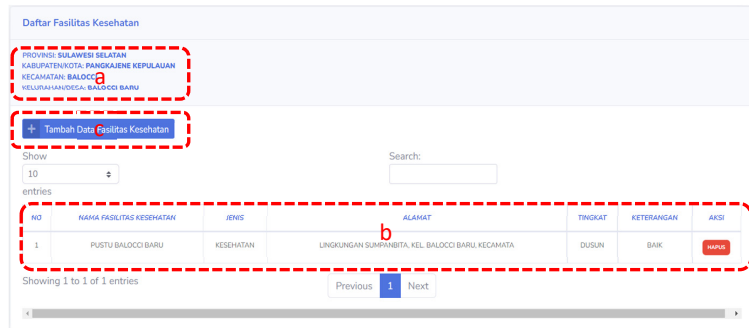 Daftar Fasilitas Kesehatan
PROVINSI: SULAWESI SELATAN
KABUPATEN/KOTA: PANGKAJENE KEPULAUAN
KECAMATAN: BALOCCI
a
KELURAHAN/DESA: BALOCCI BARU
+ Tambah Data Fasilitas Kesehatan
c
Show
Search:
10
entries
NO NAMA FASILITAS KESEHATAN JENIS ALAMAT TINGKAT KETERANGAN AKSI
b
1 PUSTU BALOCCI BARU KESEHATAN LINGKUNGAN SUMPANBITA, KEL. BALOCCI BARU, KECAMATA DUSUN BAIK HAPUS
Showing 1 to 1 of 1 entries
Previous 1 Next